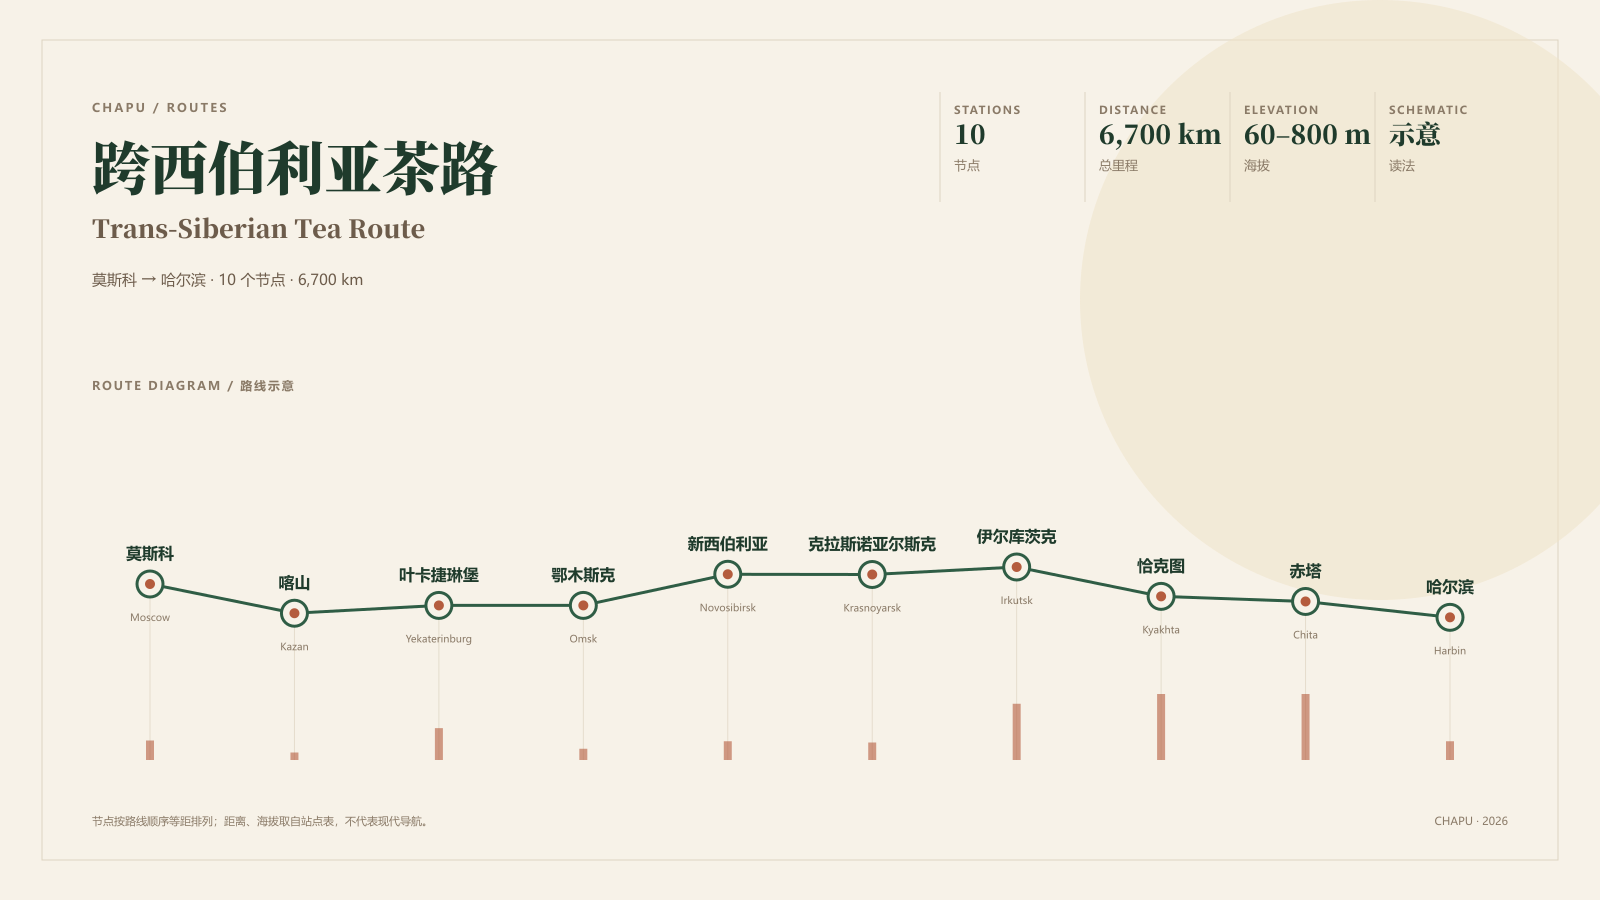 CHAPU / ROUTES
跨西伯利亚茶路
Trans-Siberian Tea Route
莫斯科 → 哈尔滨 · 10 个节点 · 6,700 km
STATIONS
10
节点
DISTANCE
6,700 km
总里程
ELEVATION
60–800 m
海拔
SCHEMATIC
示意
读法
ROUTE DIAGRAM / 路线示意
莫斯科
Moscow
喀山
Kazan
叶卡捷琳堡
Yekaterinburg
鄂木斯克
Omsk
新西伯利亚
Novosibirsk
克拉斯诺亚尔斯克
Krasnoyarsk
伊尔库茨克
Irkutsk
恰克图
Kyakhta
赤塔
Chita
哈尔滨
Harbin
节点按路线顺序等距排列；距离、海拔取自站点表，不代表现代导航。
CHAPU · 2026